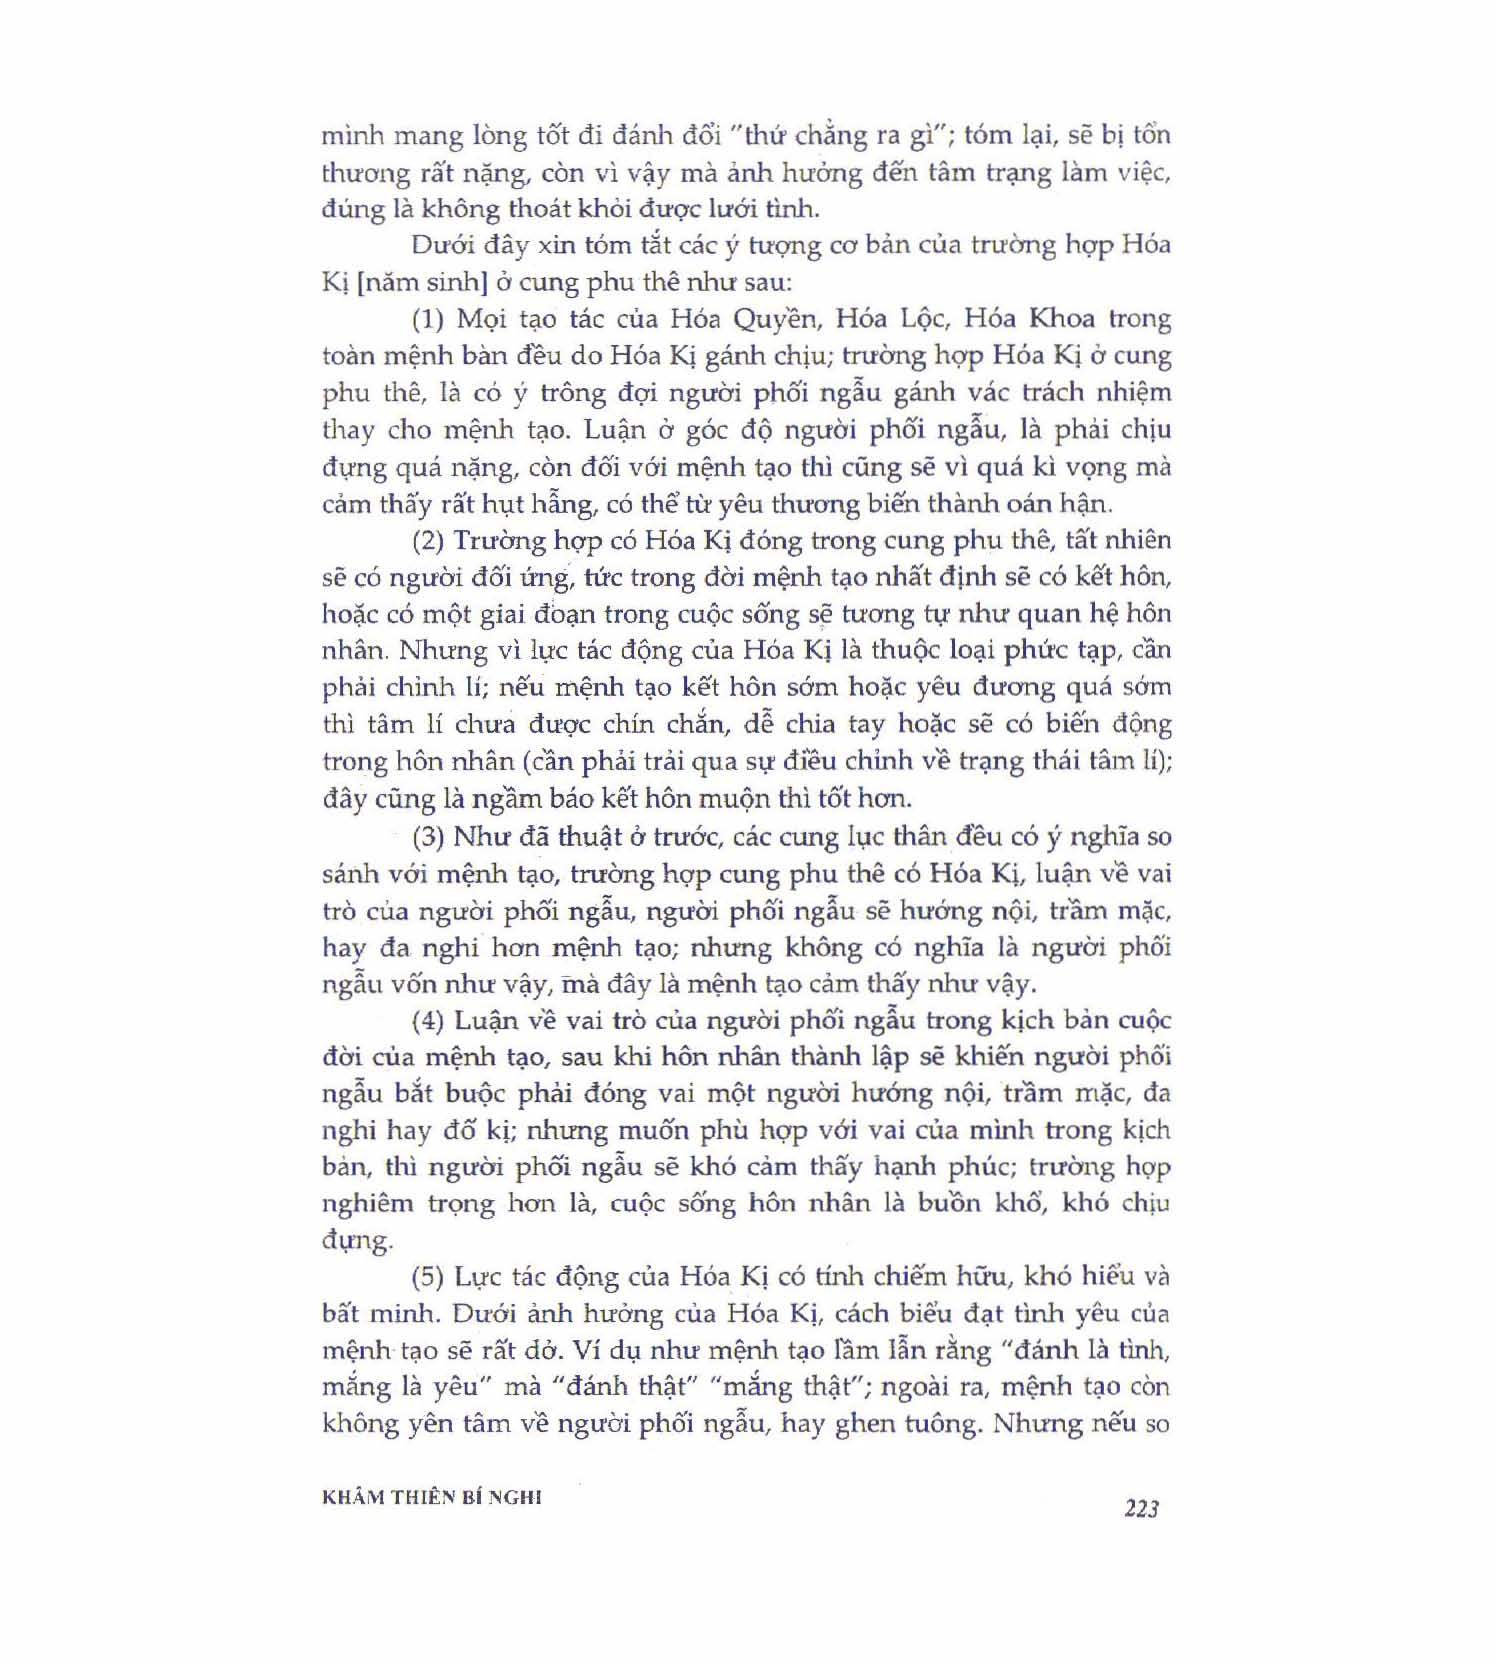 mình mang lòng tốt đi đánh đổi "thứ chẳng ra gì"; tóm lại, sẽ bị tổn
thương rất nặng, còn vì vậy mà ảnh hưởng đến tâm trạng làm việc,
đúng là không thoát khỏi được lưới tình.
Dưới đây xin tóm tắt các ý tượng cơ bản của trường hợp Hóa
Kị [năm sinh] ở cung phu thê như sau:
(1) Mọi tạo tác của Hóa Quyền, Hóa Lộc, Hóa Khoa trong
toàn mệnh bàn đều do Hóa Kị gánh chịu; trường hợp Hóa Kị ở cung
phu thê, là có ý trông đợi người phối ngẫu gánh vác trách nhiệm
thay cho mệnh tạo. Luận ở góc độ người phối ngẫu, là phải chịu
đựng quá nặng, còn đối với mệnh tạo thì cũng sẽ vì quá kì vọng mà
cảm thấy rất hụt hẫng, có thể từ yêu thương biến thành oán hận.
(2) Trường hợp có Hóa Kị đóng trong cung phu thê, tất nhiên
sẽ có người đối ứng, tức trong đời mệnh tạo nhất định sẽ có kết hôn,
hoặc có một giai đoạn trong cuộc sống sẽ tương tự như quan hệ hôn
nhân. Nhưng vì lực tác động của Hóa Kị là thuộc loại phức tạp, cần
phải chỉnh lí; nếu mệnh tạo kết hôn sớm hoặc yêu đương quá sớm
thì tâm lí chưa được chín chắn, dễ chia tay hoặc sẽ có biến động
trong hôn nhân (cần phải trải qua sự điều chỉnh về trạng thái tâm lí);
đây cũng là ngầm báo kết hôn muộn thì tốt hơn.
(3) Như đã thuật ở trước, các cung lục thân đều có ý nghĩa so
sánh với mệnh tạo, trường hợp cung phu thê có Hóa Kị, luận về vai
trò của người phối ngẫu, người phối ngẫu sẽ hướng nội, trầm mặc,
hay đa nghi hơn mệnh tạo; nhưng không có nghĩa là người phối
ngẫu vốn như vậy, mà đây là mệnh tạo cảm thấy như vậy.
(4) Luận về vai trò của người phối ngẫu trong kịch bản cuộc
đời của mệnh tạo, sau khi hôn nhân thành lập sẽ khiến người phối
ngẫu bắt buộc phải đóng vai một người hướng nội, trầm mặc, đa
nghi hay đố kị; nhưng muốn phù hợp với vai của mình trong kịch
bản, thì người phối ngẫu sẽ khó cảm thấy hạnh phúc; trường hợp
nghiêm trọng hơn là, cuộc sống hôn nhân là buồn khổ, khó chịu
đựng.
(5) Lực tác động của Hóa Kị có tính chiếm hữu, khó hiểu và
bất minh. Dưới ảnh hưởng của Hóa Kị, cách biểu đạt tình yêu của
mệnh tạo sẽ rất dở. Ví dụ như mệnh tạo lầm lẫn rằng "đánh là tình,
mắng là yêu" mà "đánh thật" "mắng thật"; ngoài ra, mệnh tạo còn
không yên tâm về người phối ngẫu, hay ghen tuông. Nhưng nếu so
KHÂM THIÊN BÍ NGHI
223